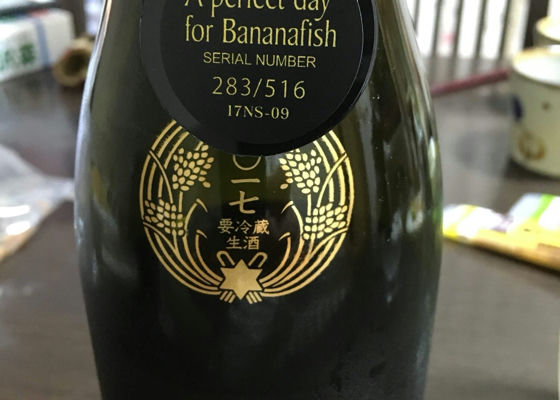 A perfect day
for Bananafish
SERIAL NUMBER
283/516
17NS-09
〇一七
要冷蔵
生酒